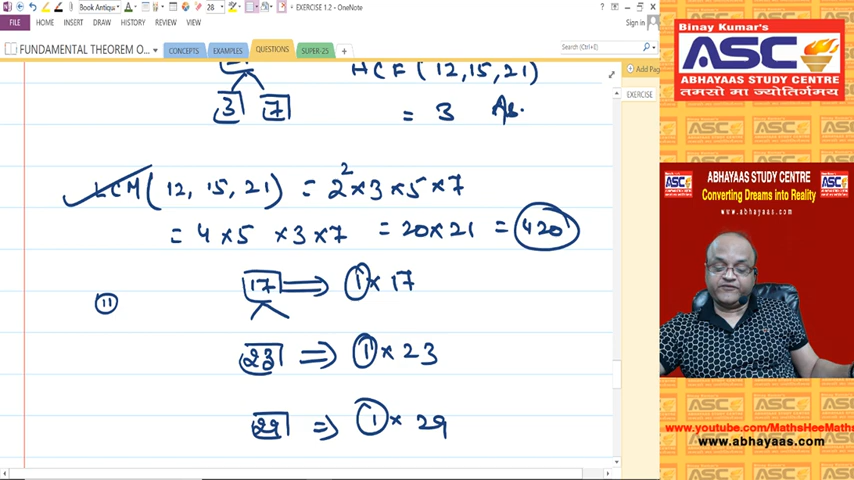 EXERCISE 1.2 - OneNote
Book Antiqua
28
FILE HOME INSERT DRAW HISTORY REVIEW VIEW
Sign in
FUNDAMENTAL THEOREM O... CONCEPTS EXAMPLES QUESTIONS SUPER-25 +
Search (Ctrl+E)
Add Pag
EXERCISE
3 7
HCF (12,15,21)
= 3 Ans.
LCM (12, 15, 21) = 2² × 3 × 5 × 7
= 4 × 5 × 3 × 7 = 20 × 21 = 420
(ii) 17 ⇒ 1 × 17
23 ⇒ 1 × 23
29 ⇒ 1 × 29
Binay Kumar's
ASC
ABHAYAAS STUDY CENTRE
तमसो मा ज्योतिर्गमय
ABHAYAAS STUDY CENTRE
Converting Dreams into Reality
www.abhayaas.com
www.youtube.com/MathsHeeMaths
www.abhayaas.com